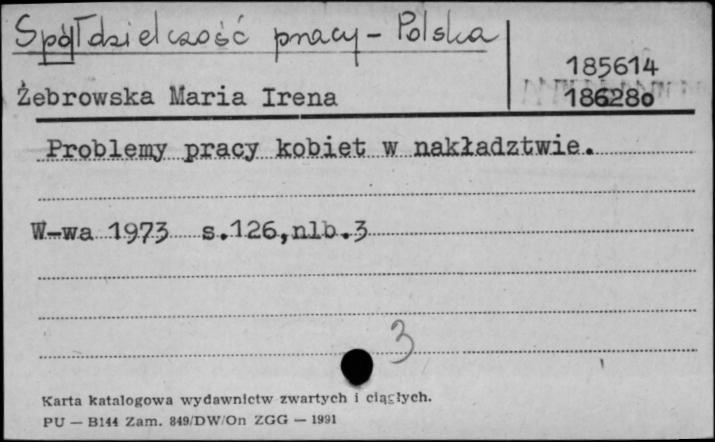 Spółdzielczość pracy - Polska
185614
Żebrowska Maria Irena
186280
Problemy pracy kobiet w nakładztwie.
W-wa 1973 s.126,nlb.3
3
Karta katalogowa wydawnictw zwartych i ciągłych.
PU — B144 Zam. 849/DW/On ZGG — 1991